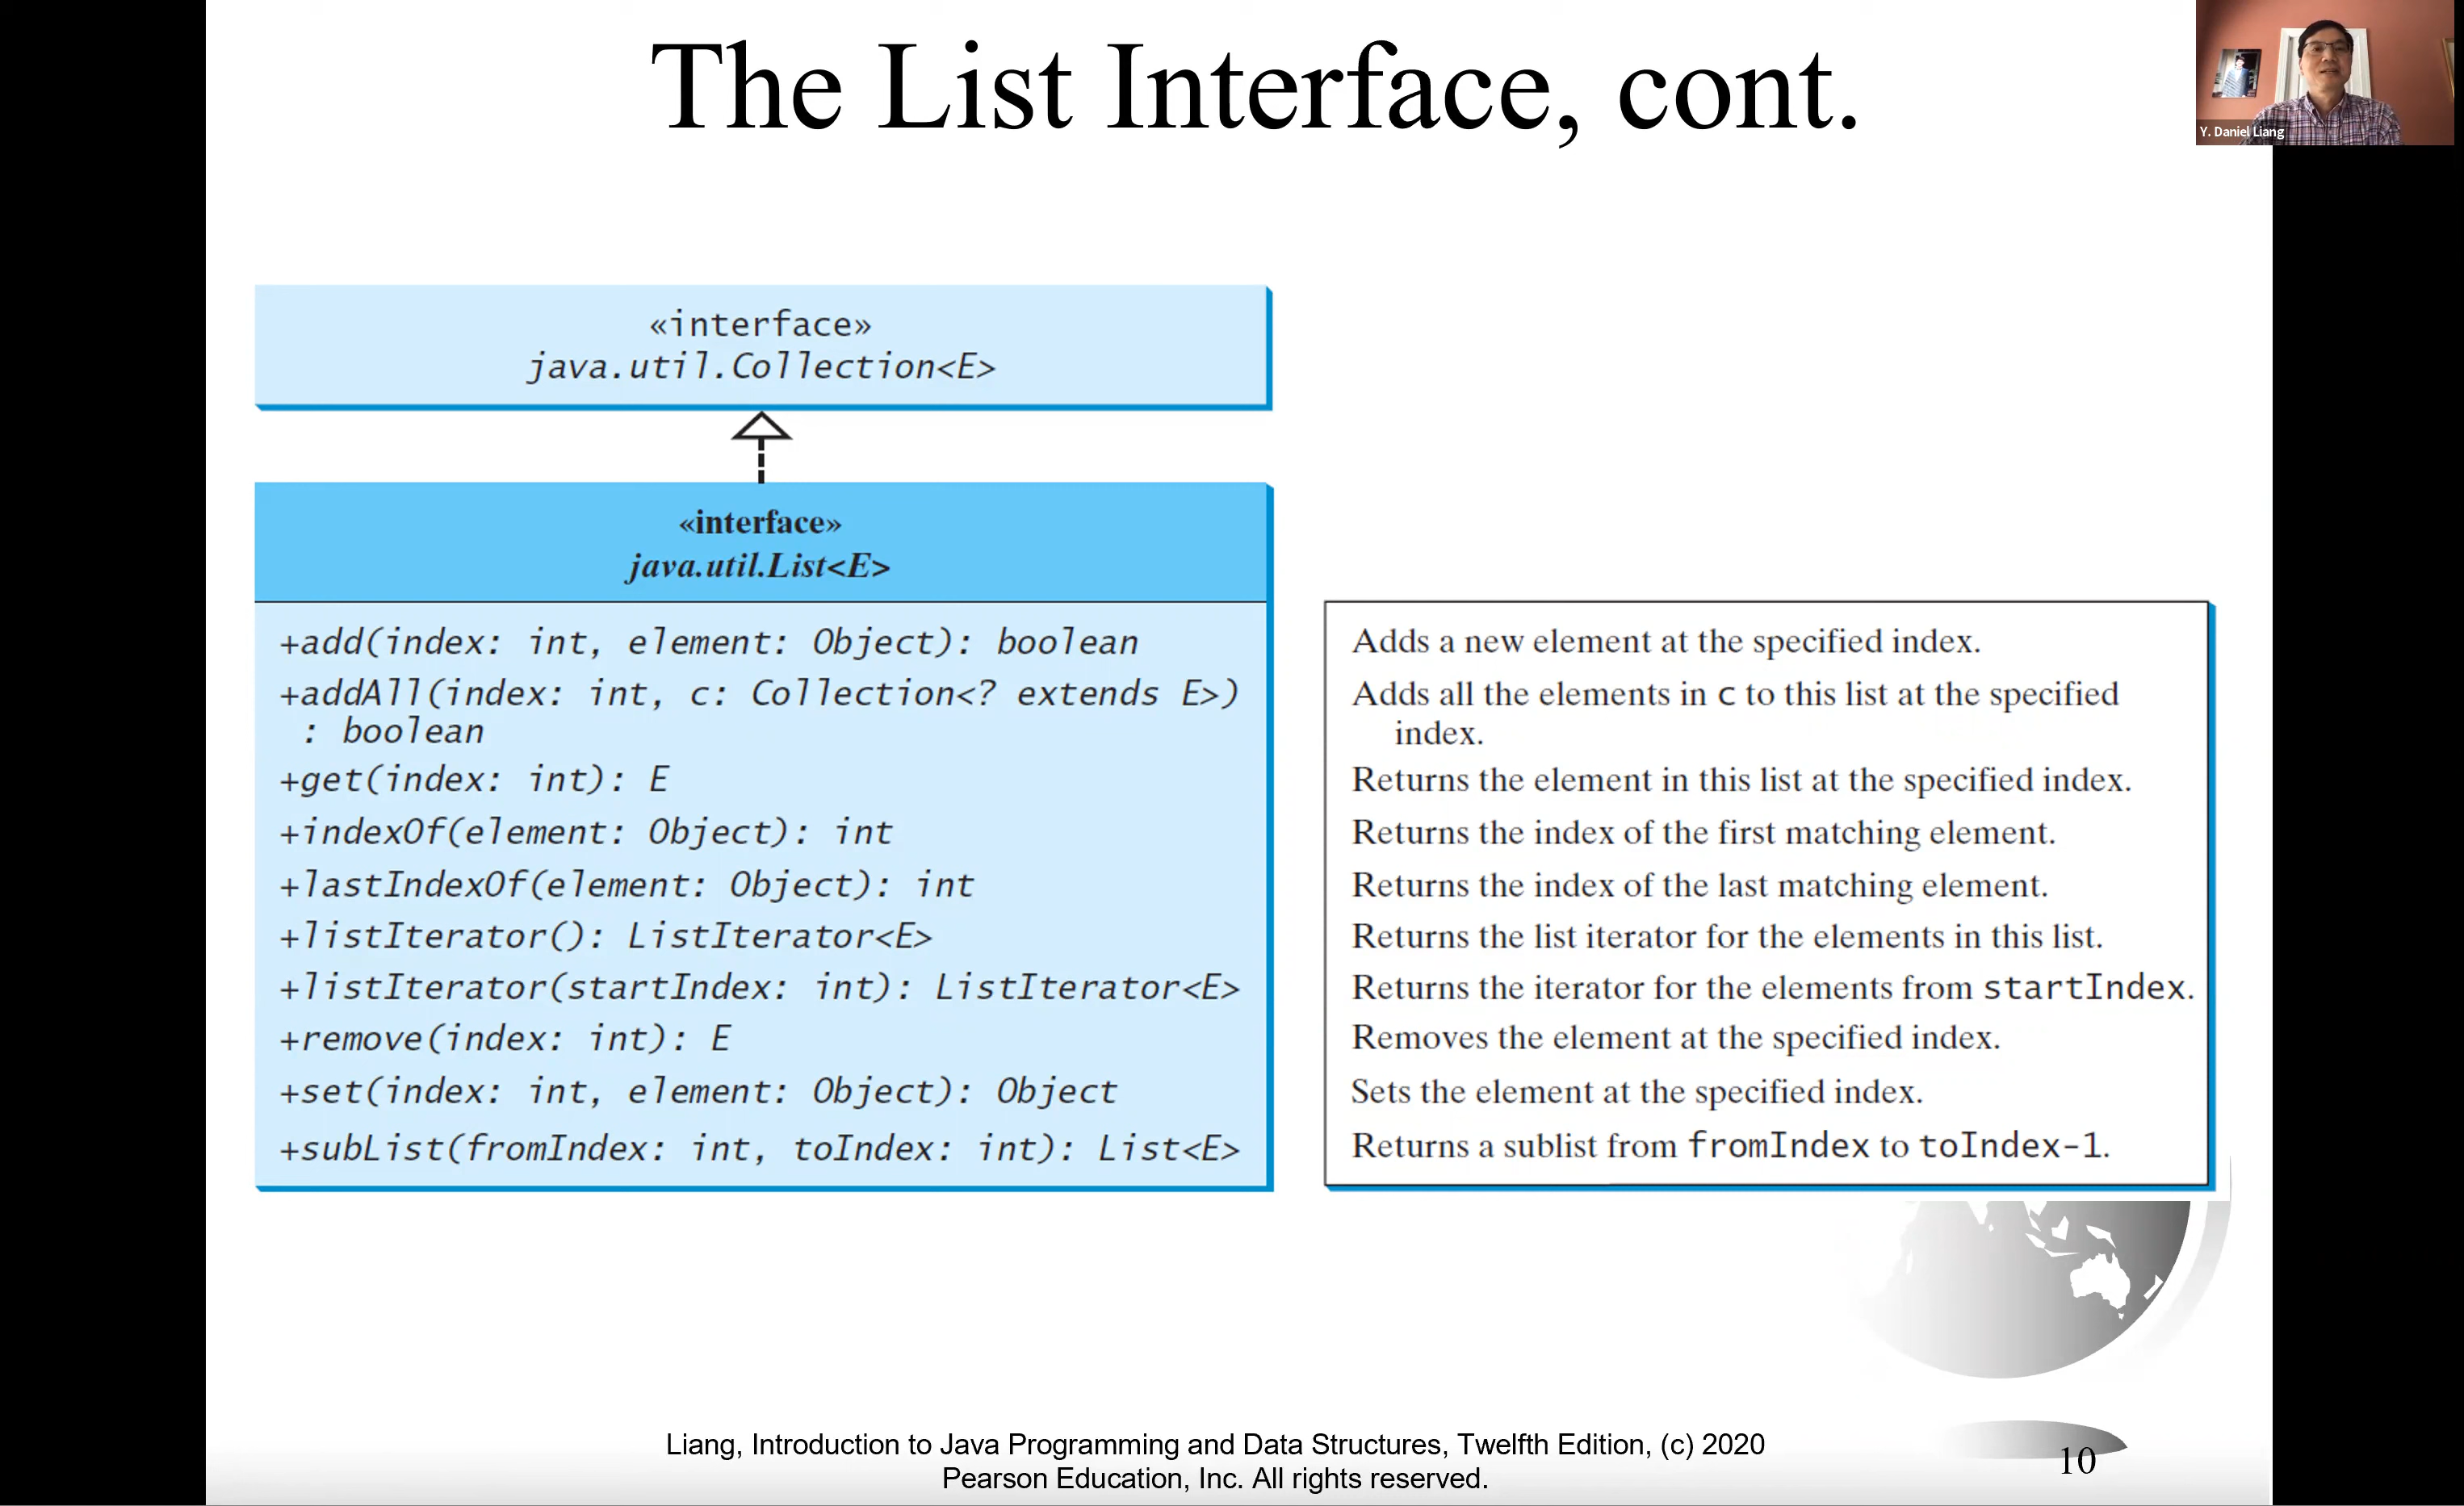 The List Interface, cont.
Y. Daniel Liang
«interface»
java.util.Collection<E>
«interface»
java.util.List<E>
+add(index: int, element: Object): boolean
+addAll(index: int, c: Collection<? extends E>)
: boolean
+get(index: int): E
+indexOf(element: Object): int
+lastIndexOf(element: Object): int
+listIterator(): ListIterator<E>
+listIterator(startIndex: int): ListIterator<E>
+remove(index: int): E
+set(index: int, element: Object): Object
+subList(fromIndex: int, toIndex: int): List<E>
Adds a new element at the specified index.
Adds all the elements in c to this list at the specified
index.
Returns the element in this list at the specified index.
Returns the index of the first matching element.
Returns the index of the last matching element.
Returns the list iterator for the elements in this list.
Returns the iterator for the elements from startIndex.
Removes the element at the specified index.
Sets the element at the specified index.
Returns a sublist from fromIndex to toIndex-1.
Liang, Introduction to Java Programming and Data Structures, Twelfth Edition, (c) 2020
Pearson Education, Inc. All rights reserved.
10